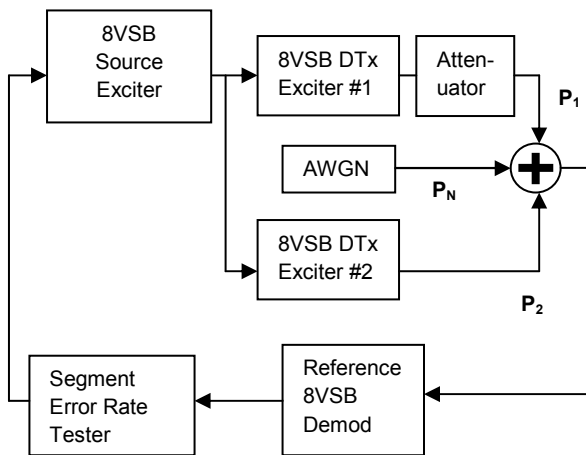 8VSB
Source
Exciter
8VSB DTx
Exciter #1
Atten-
uator
P1
AWGN
PN
8VSB DTx
Exciter #2
P2
Segment
Error Rate
Tester
Reference
8VSB
Demod